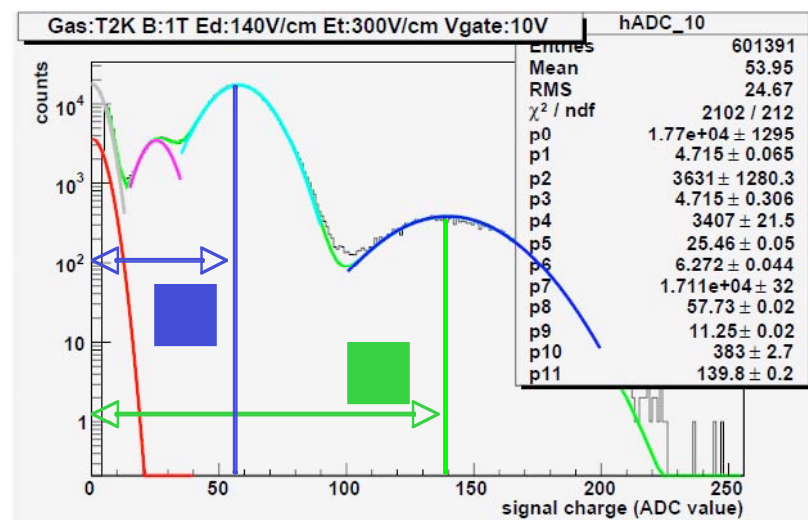 Gas:T2K B:1T Ed:140V/cm Et:300V/cm Vgate:10V
hADC_10
Entries 601391
Mean 53.95
RMS 24.67
χ² / ndf 2102 / 212
p0 1.77e+04 ± 1295
p1 4.715 ± 0.065
p2 3631 ± 1280.3
p3 4.715 ± 0.306
p4 3407 ± 21.5
p5 25.46 ± 0.05
p6 6.272 ± 0.044
p7 1.711e+04 ± 32
p8 57.73 ± 0.02
p9 11.25 ± 0.02
p10 383 ± 2.7
p11 139.8 ± 0.2
counts
10⁴
10³
10²
10
1
0 50 100 150 200 250
signal charge (ADC value)